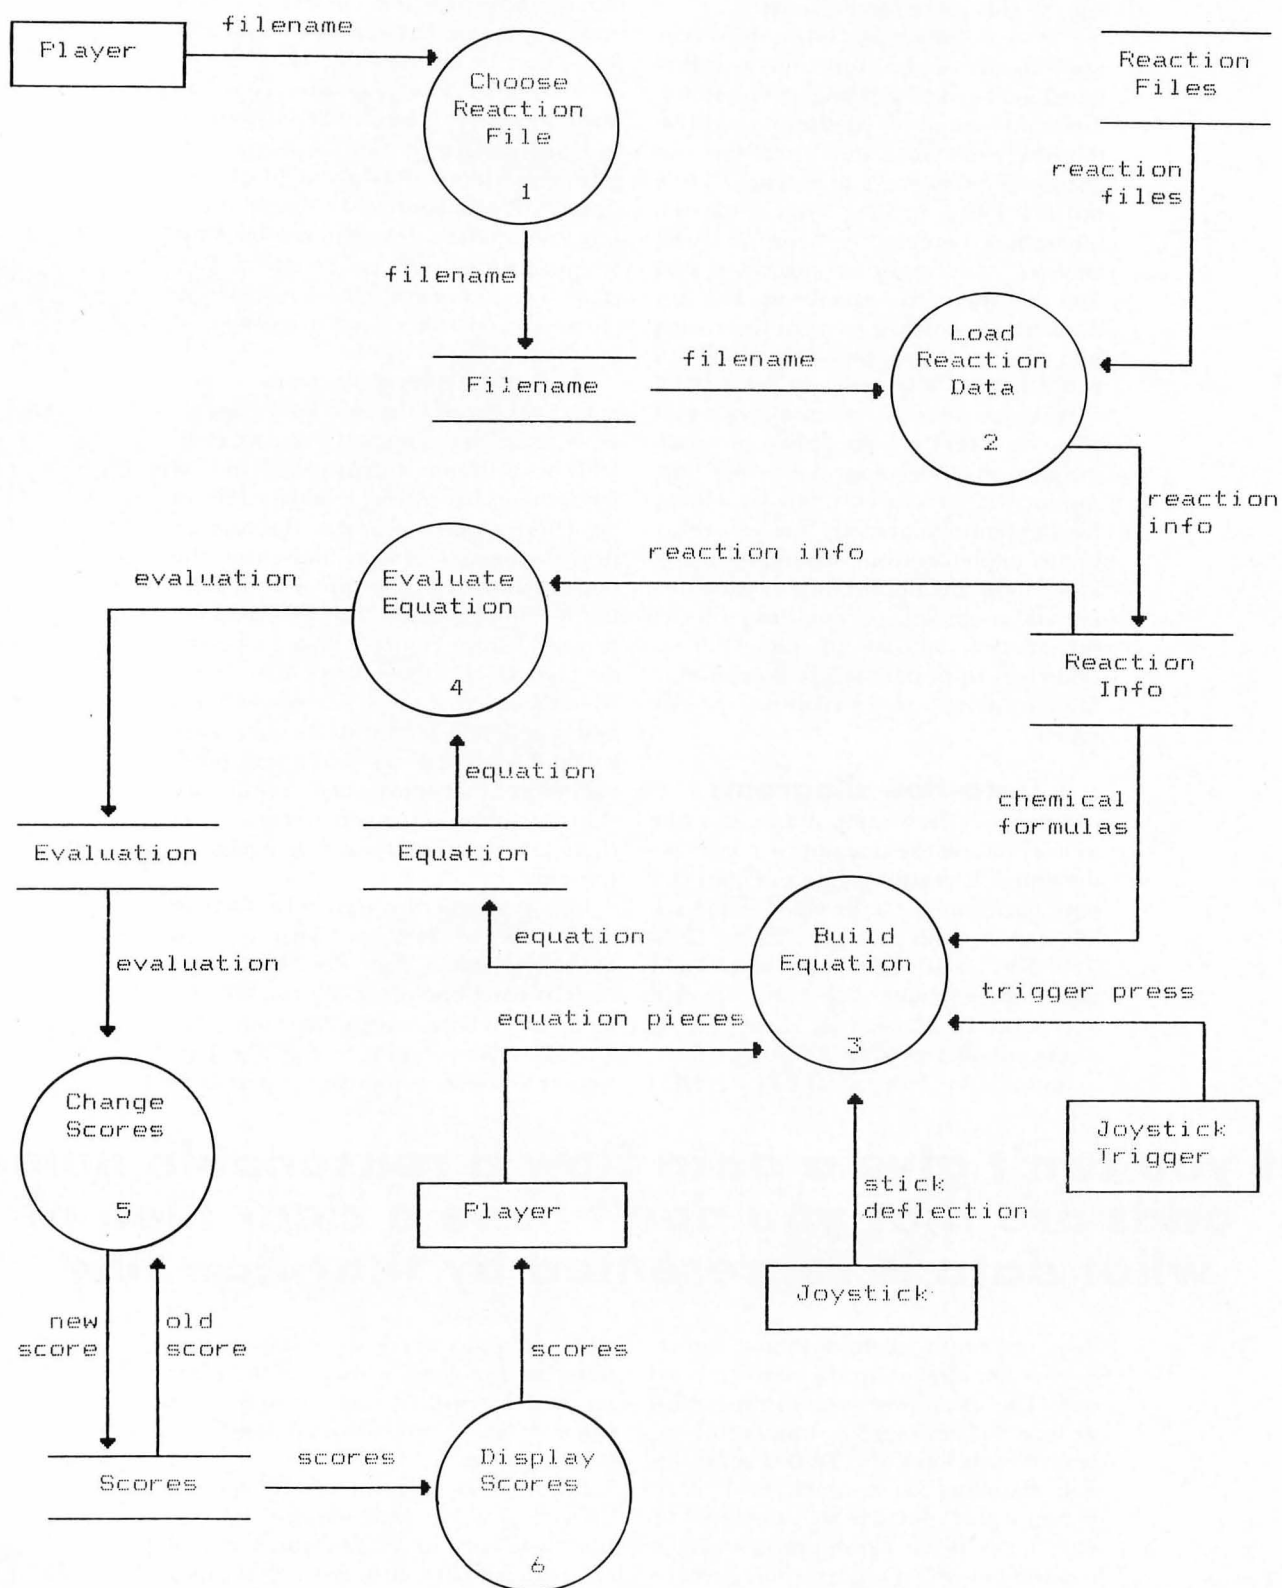 filename
Player
Choose
Reaction
File
1
Reaction
Files
reaction
files
filename
Filename
filename
Load
Reaction
Data
2
reaction
info
reaction info
Evaluate
Equation
4
evaluation
Reaction
Info
equation
chemical
formulas
Evaluation
Equation
evaluation
equation
Build
Equation
3
trigger press
equation pieces
Change
Scores
5
Joystick
Trigger
Player
stick
deflection
Joystick
new
score
old
score
scores
Scores
scores
Display
Scores
6